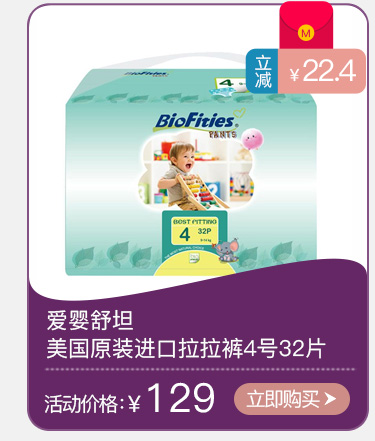 M
立减
¥22.4
4
BioFities
PANTS
BEST FITTING
4 32P
爱婴舒坦
美国原装进口拉拉裤4号32片
活动价格:¥129
立即购买